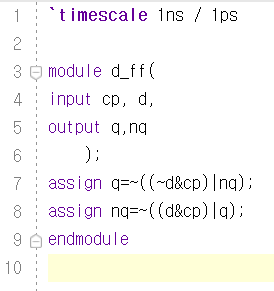 1 `timescale 1ns / 1ps
2
3 module d_ff(
4 input cp, d,
5 output q,nq
6     );
7 assign q=~((~d&cp)|nq);
8 assign nq=~((d&cp)|q);
9 endmodule
10